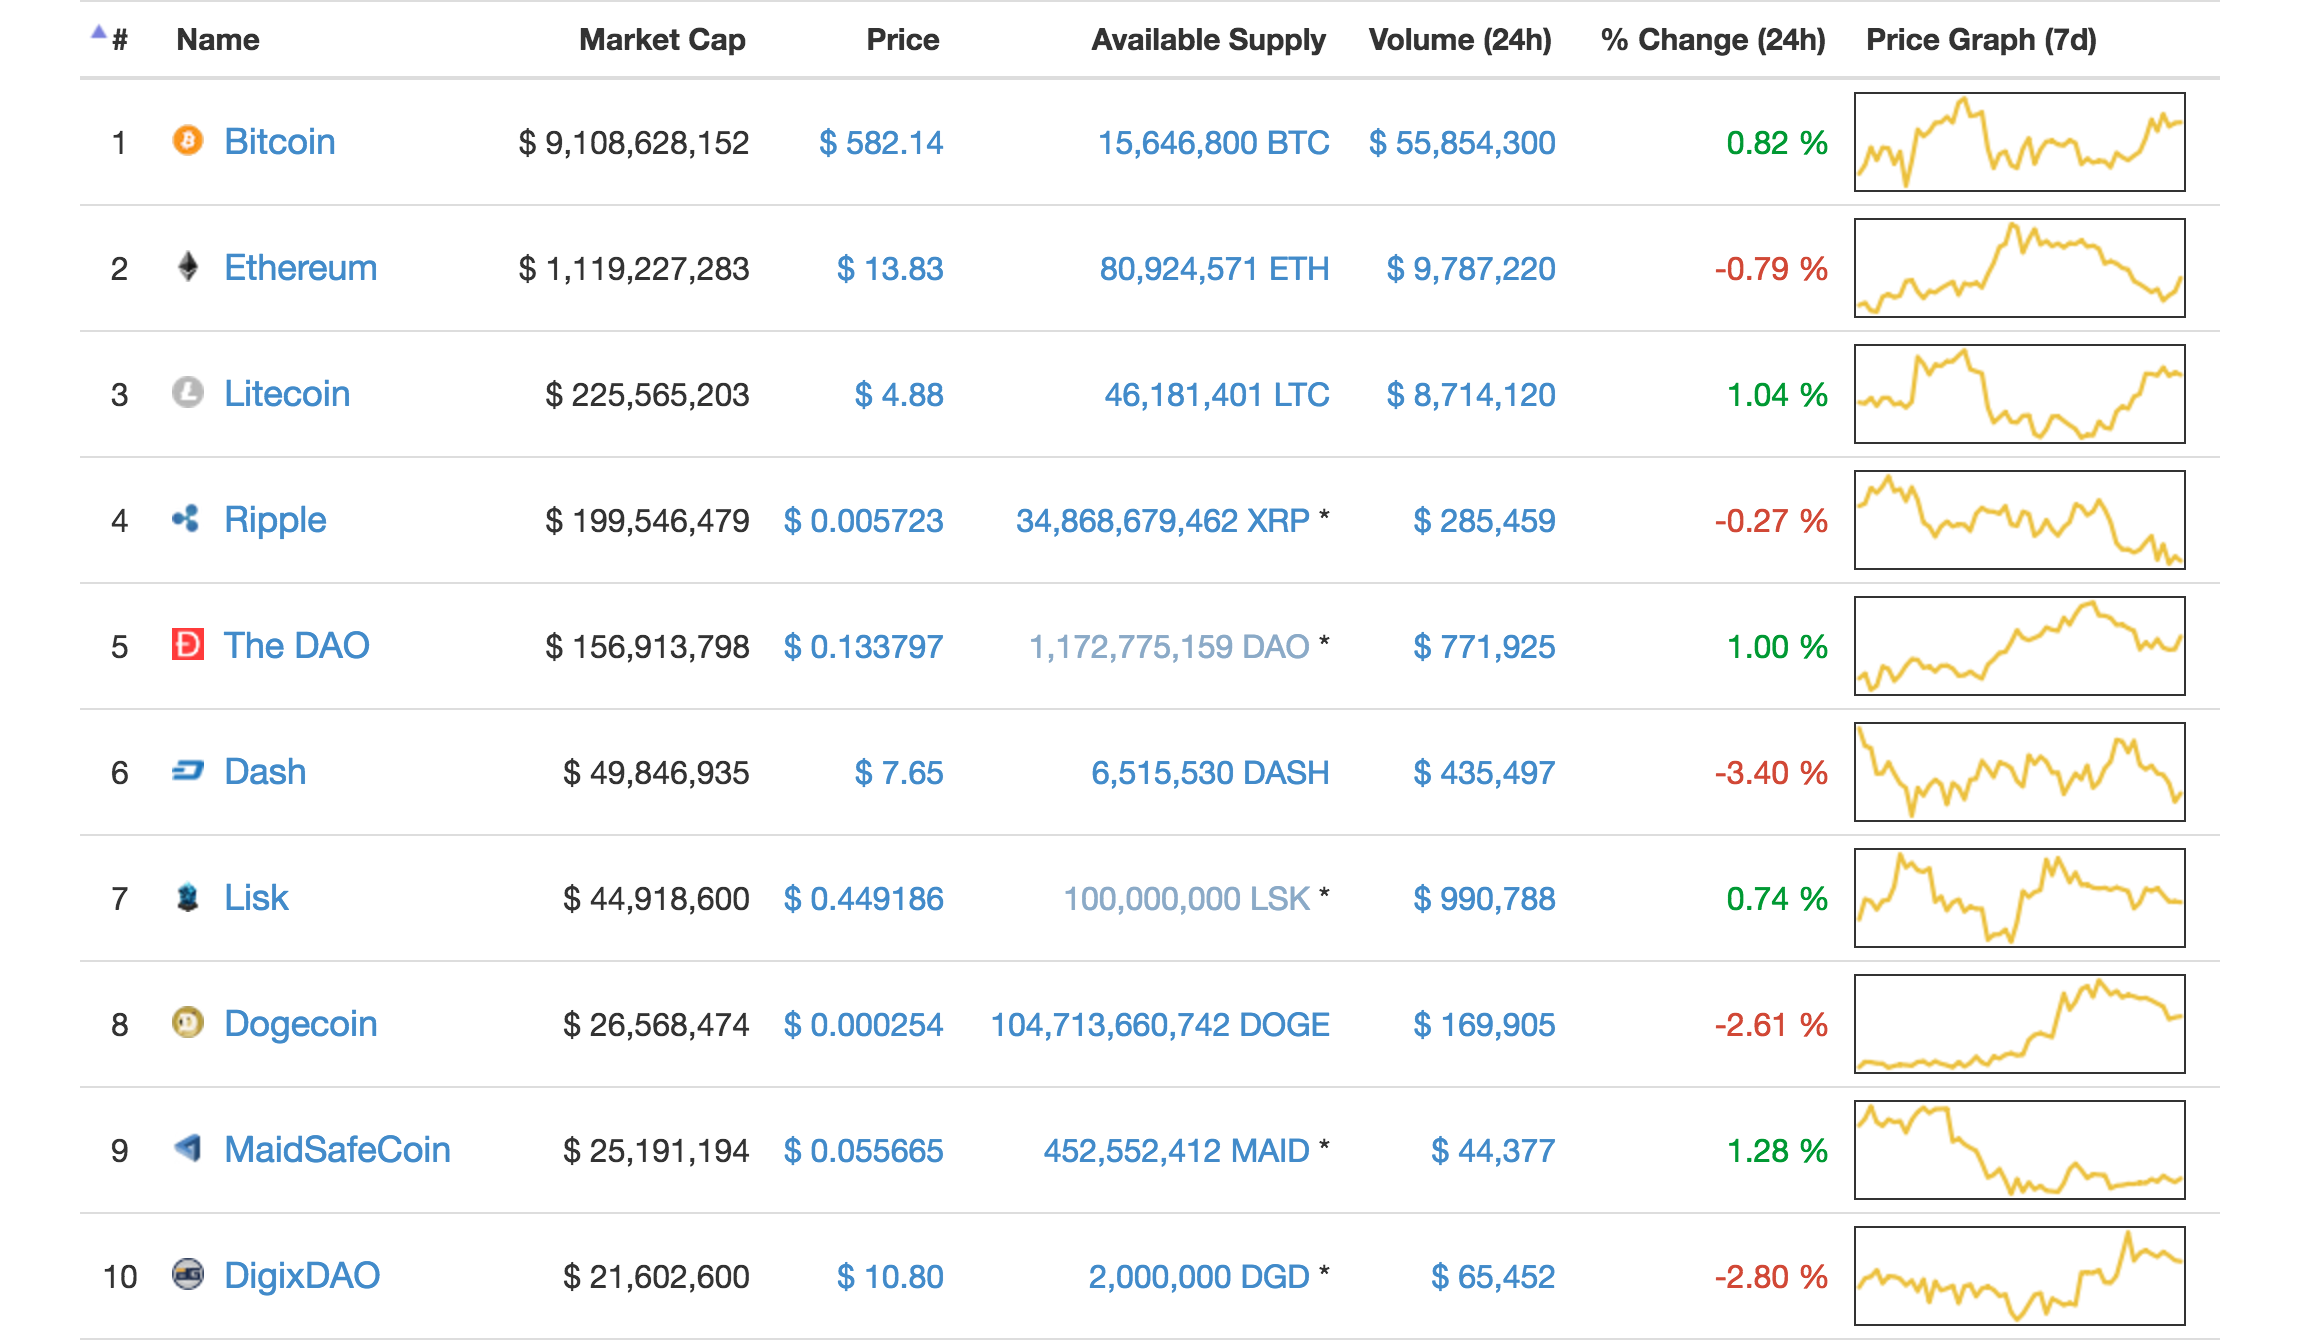 # Name Market Cap Price Available Supply Volume (24h) % Change (24h) Price Graph (7d)
1 Bitcoin $ 9,108,628,152 $ 582.14 15,646,800 BTC $ 55,854,300 0.82 %
2 Ethereum $ 1,119,227,283 $ 13.83 80,924,571 ETH $ 9,787,220 -0.79 %
3 Litecoin $ 225,565,203 $ 4.88 46,181,401 LTC $ 8,714,120 1.04 %
4 Ripple $ 199,546,479 $ 0.005723 34,868,679,462 XRP * $ 285,459 -0.27 %
5 The DAO $ 156,913,798 $ 0.133797 1,172,775,159 DAO * $ 771,925 1.00 %
6 Dash $ 49,846,935 $ 7.65 6,515,530 DASH $ 435,497 -3.40 %
7 Lisk $ 44,918,600 $ 0.449186 100,000,000 LSK * $ 990,788 0.74 %
8 Dogecoin $ 26,568,474 $ 0.000254 104,713,660,742 DOGE $ 169,905 -2.61 %
9 MaidSafeCoin $ 25,191,194 $ 0.055665 452,552,412 MAID * $ 44,377 1.28 %
10 DigixDAO $ 21,602,600 $ 10.80 2,000,000 DGD * $ 65,452 -2.80 %